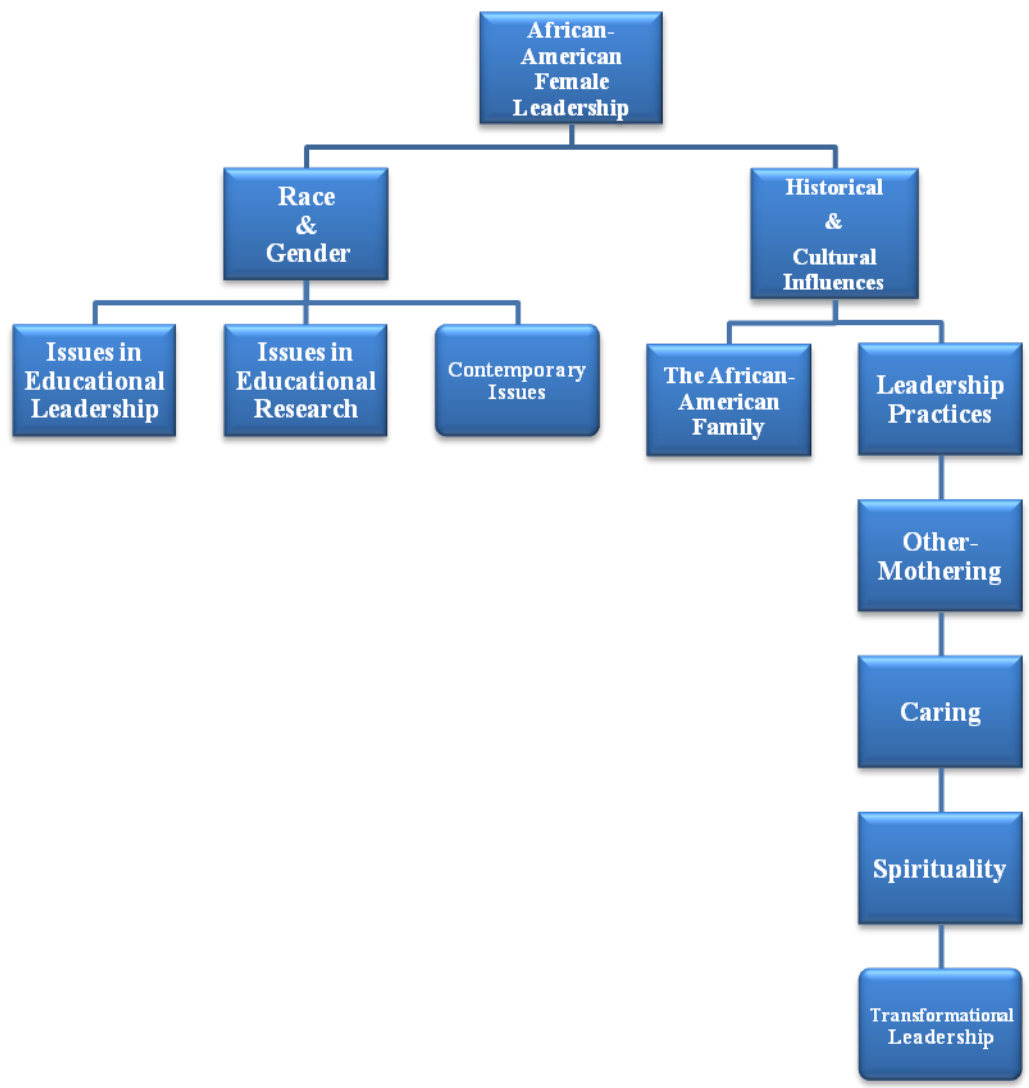 African-
American
Female
Leadership
Race
&
Gender
Historical
&
Cultural
Influences
Issues in
Educational
Leadership
Issues in
Educational
Research
Contemporary
Issues
The African-
American
Family
Leadership
Practices
Other-
Mothering
Caring
Spirituality
Transformational
Leadership